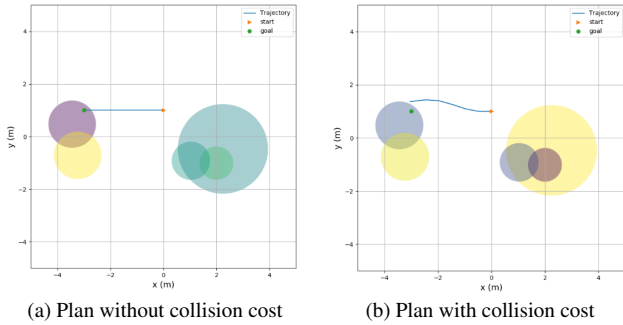 (a)
(b)
Trajectory
start
goal
Trajectory
start
goal
4
2
0
−2
−4
y (m)
4
2
0
−2
−4
y (m)
−4 −2 0 2 4
x (m)
−4 −2 0 2 4
x (m)
(a) Plan without collision cost
(b) Plan with collision cost